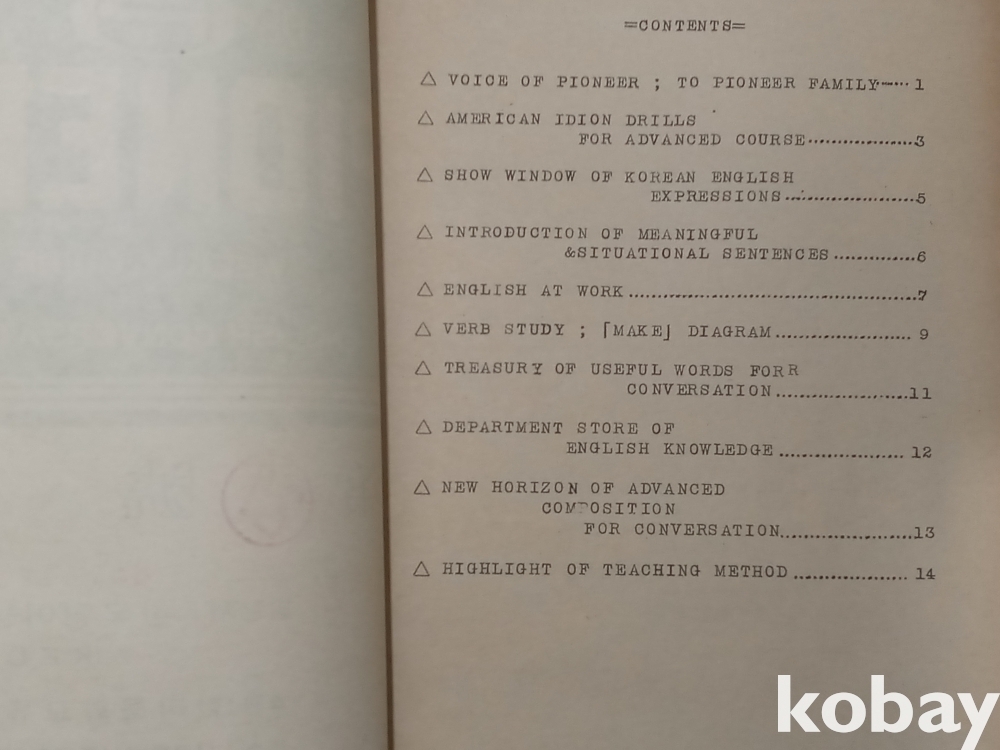 =CONTENTS=
△ VOICE OF PIONEER ; TO PIONEER FAMILY······ 1
△ AMERICAN IDION DRILLS
FOR ADVANCED COURSE···············3
△ SHOW WINDOW OF KOREAN ENGLISH
EXPRESSIONS··················5
△ INTRODUCTION OF MEANINGFUL
&SITUATIONAL SENTENCES ··············6
△ ENGLISH AT WORK ········································7
△ VERB STUDY ; ｢MAKE｣ DIAGRAM··················· 9
△ TREASURY OF USEFUL WORDS FORR
CONVERSATION ··················11
△ DEPARTMENT STORE OF
ENGLISH KNOWLEDGE ·················· 12
△ NEW HORIZON OF ADVANCED
COMPOSITION
FOR CONVERSATION···················13
△ HIGHLIGHT OF TEACHING METHOD ················· 14
kobay